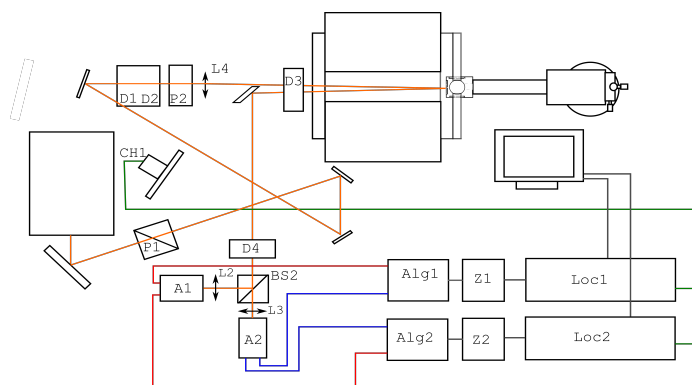 L4
D3
D1 D2
P2
CH1
P1
D4
L2
BS2
A1
L3
A2
Alg1
Z1
Loc1
Alg2
Z2
Loc2